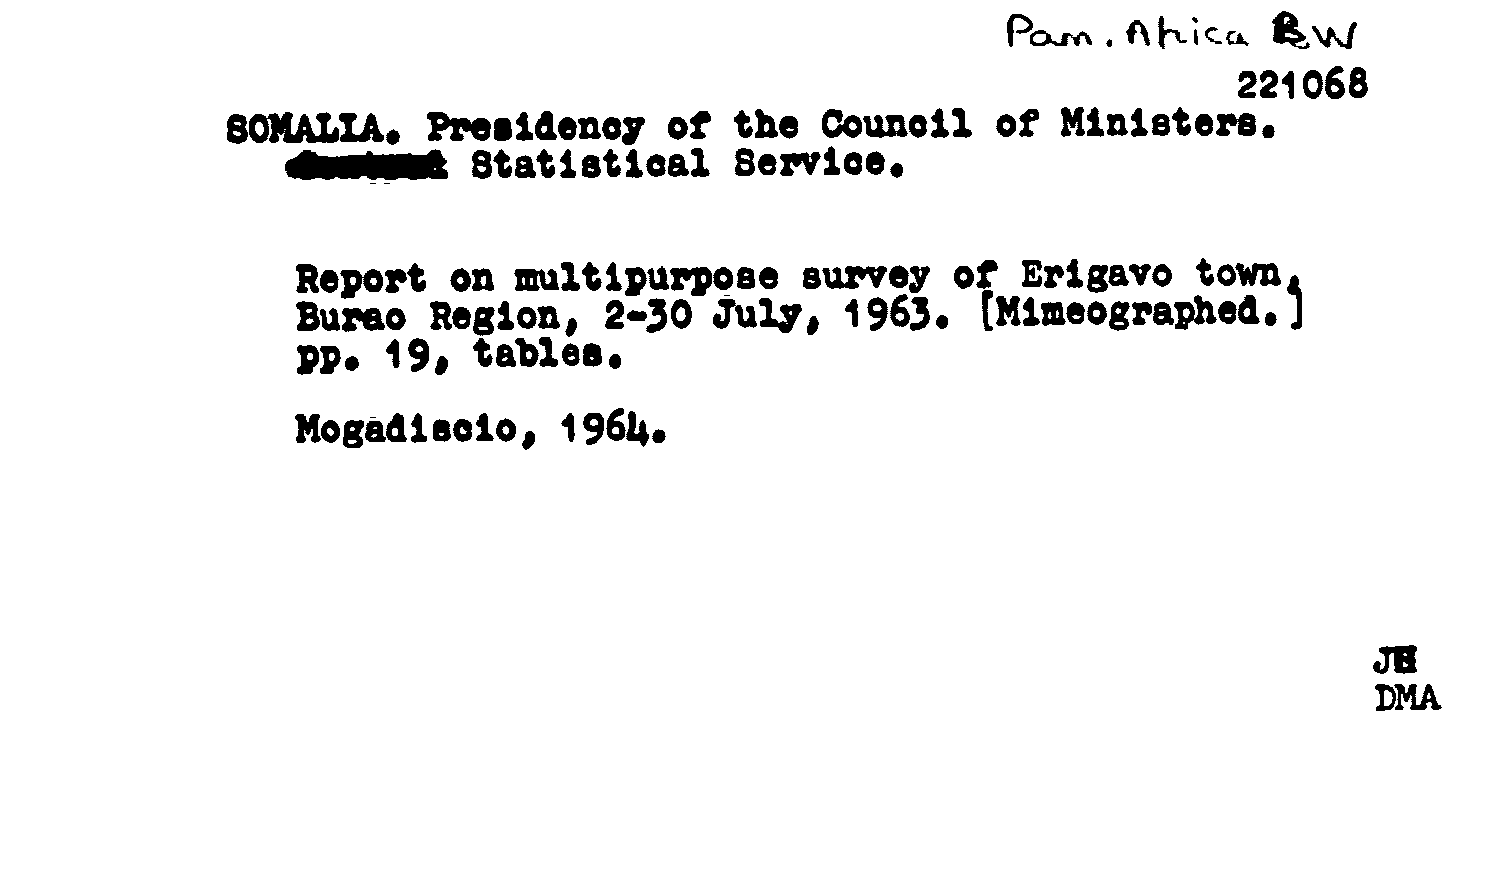 Pam. Africa BW
221068
SOMALIA. Presidency of the Council of Ministers.
Statistical Service.
Report on multipurpose survey of Erigavo town,
Burao Region, 2-30 July, 1963. [Mimeographed.]
pp. 19, tables.
Mogadiscio, 1964.
JH
DMA